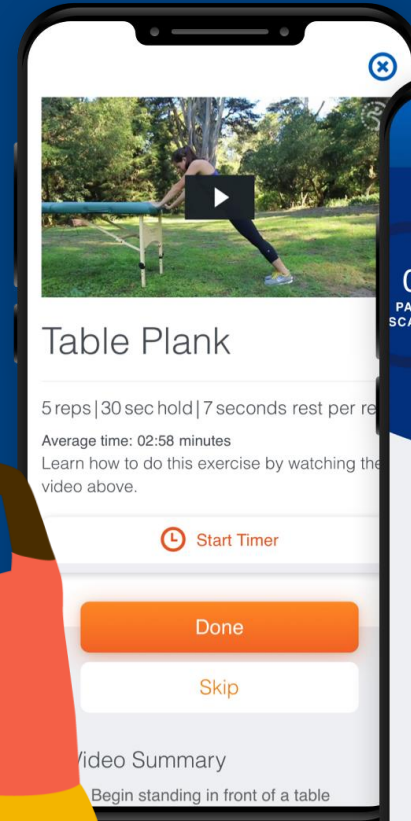 Table Plank
5 reps | 30 sec hold | 7 seconds rest per re
Average time: 02:58 minutes
Learn how to do this exercise by watching the
video above.
Start Timer
Done
Skip
Video Summary
Begin standing in front of a table